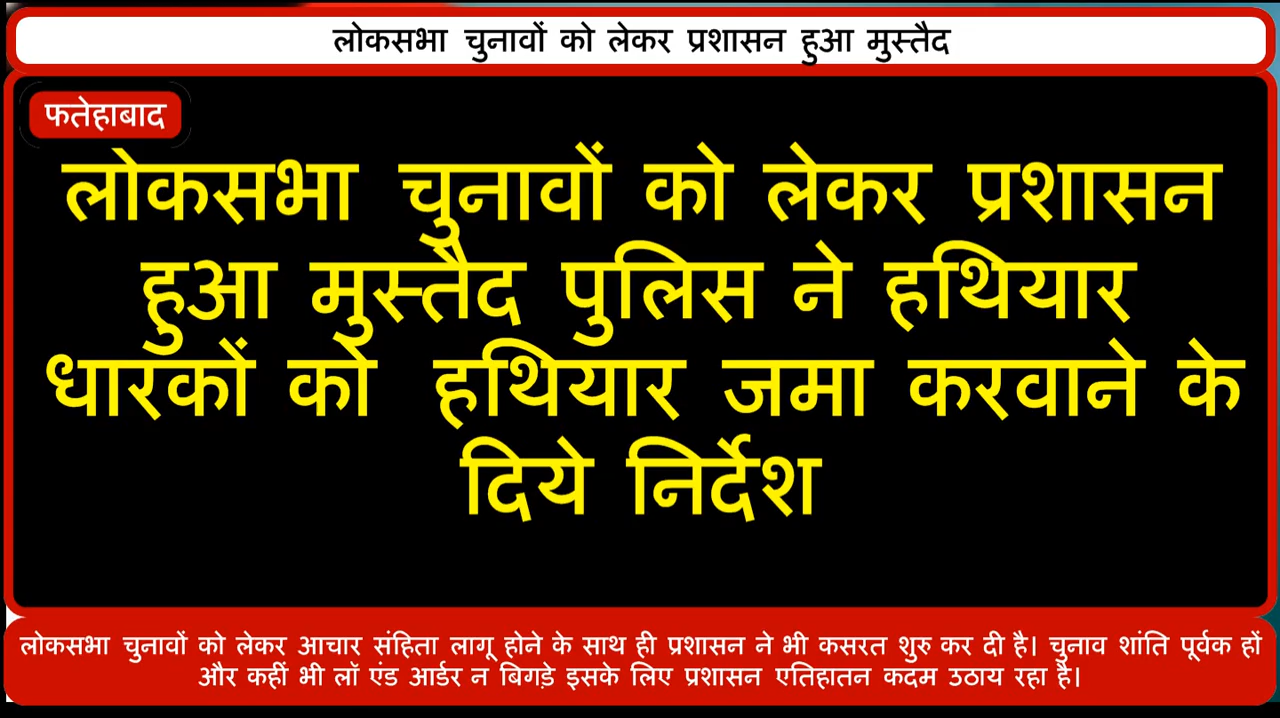 लोकसभा चुनावों को लेकर प्रशासन हुआ मुस्तैद
फतेहाबाद
लोकसभा चुनावों को लेकर प्रशासन
हुआ मुस्तैद पुलिस ने हथियार
धारकों को हथियार जमा करवाने के
दिये निर्देश
लोकसभा चुनावों को लेकर आचार संहिता लागू होने के साथ ही प्रशासन ने भी कसरत शुरु कर दी है। चुनाव शांति पूर्वक हों
और कहीं भी लॉ एंड आर्डर न बिगड़े इसके लिए प्रशासन एतिहातन कदम उठाय रहा है।